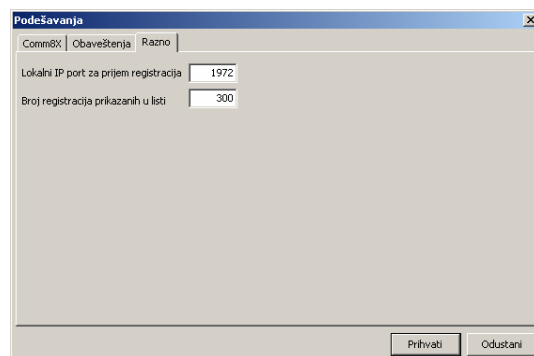 Podešavanja
Comm8X Obaveštenja Razno
Lokalni IP port za prijem registracija 1972
Broj registracija prikazanih u listi 300
Prihvati Odustani